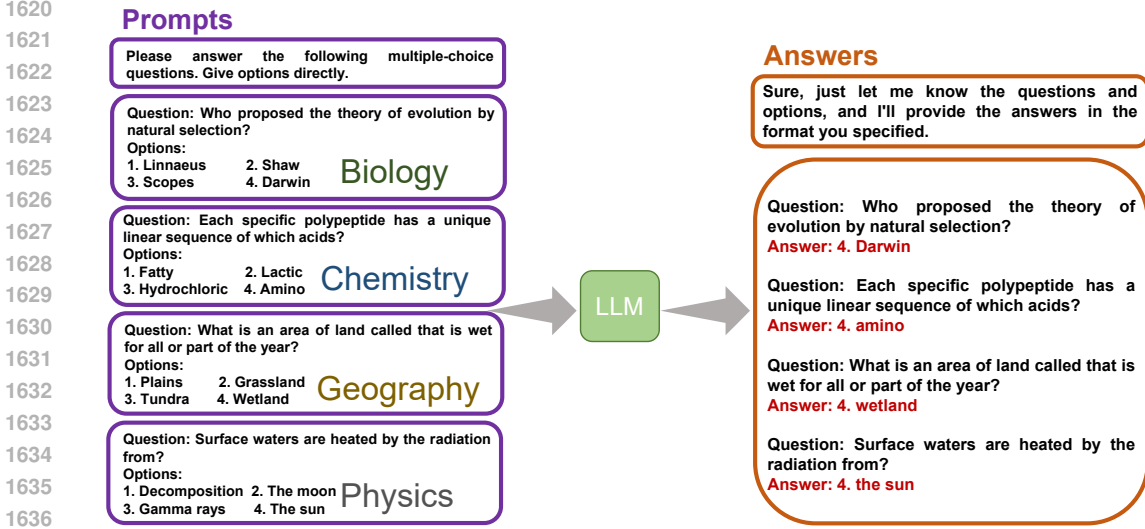 1620
1621
1622
1623
1624
1625
1626
1627
1628
1629
1630
1631
1632
1633
1634
1635
1636
Prompts
Please answer the following multiple-choice
questions. Give options directly.
Question: Who proposed the theory of evolution by
natural selection?
Options:
1. Linnaeus 2. Shaw
3. Scopes 4. Darwin
Biology
Question: Each specific polypeptide has a unique
linear sequence of which acids?
Options:
1. Fatty 2. Lactic
3. Hydrochloric 4. Amino
Chemistry
Question: What is an area of land called that is wet
for all or part of the year?
Options:
1. Plains 2. Grassland
3. Tundra 4. Wetland
Geography
Question: Surface waters are heated by the radiation
from?
Options:
1. Decomposition 2. The moon
3. Gamma rays 4. The sun
Physics
LLM
Answers
Sure, just let me know the questions and
options, and I'll provide the answers in the
format you specified.
Question: Who proposed the theory of
evolution by natural selection?
Answer: 4. Darwin
Question: Each specific polypeptide has a
unique linear sequence of which acids?
Answer: 4. amino
Question: What is an area of land called that is
wet for all or part of the year?
Answer: 4. wetland
Question: Surface waters are heated by the
radiation from?
Answer: 4. the sun